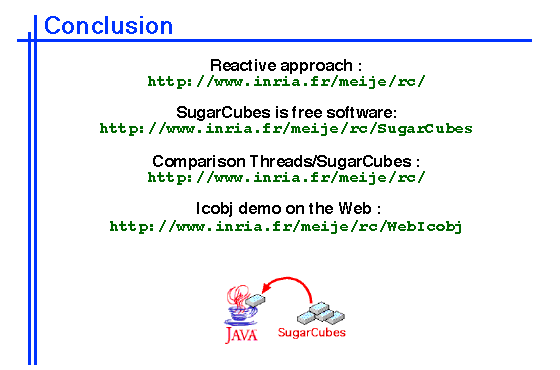 Conclusion
Reactive approach :
http://www.inria.fr/meije/rc/
SugarCubes is free software:
http://www.inria.fr/meije/rc/SugarCubes
Comparison Threads/SugarCubes :
http://www.inria.fr/meije/rc/
Icobj demo on the Web :
http://www.inria.fr/meije/rc/WebIcobj
JAVA
SugarCubes